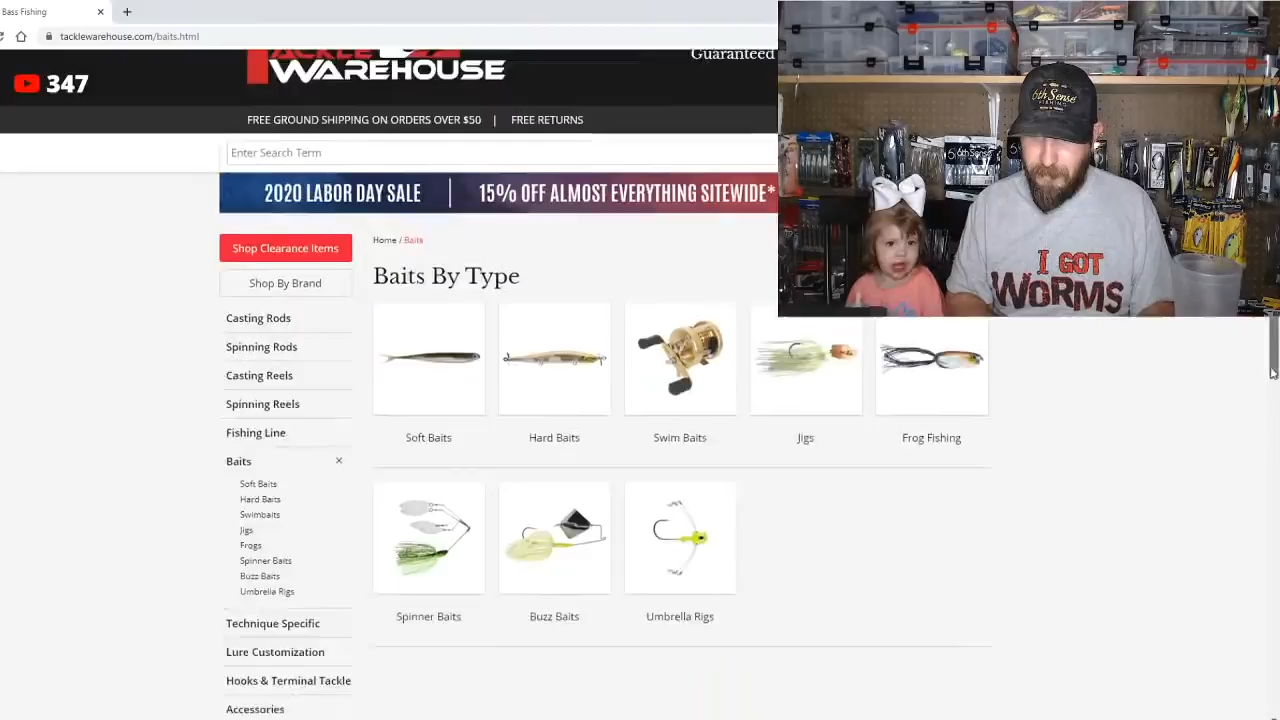 Bass Fishing
tacklewarehouse.com/baits.html
TACKLE
WAREHOUSE
Guaranteed
347
FREE GROUND SHIPPING ON ORDERS OVER $50 | FREE RETURNS
Enter Search Term
2020 LABOR DAY SALE | 15% OFF ALMOST EVERYTHING SITEWIDE*
Shop Clearance Items
Shop By Brand
Casting Rods
Spinning Rods
Casting Reels
Spinning Reels
Fishing Line
Baits
Soft Baits
Hard Baits
Swimbaits
Jigs
Frogs
Spinner Baits
Buzz Baits
Umbrella Rigs
Technique Specific
Lure Customization
Hooks & Terminal Tackle
Accessories
Home / Baits
Baits By Type
Soft Baits
Hard Baits
Swim Baits
Jigs
Frog Fishing
Spinner Baits
Buzz Baits
Umbrella Rigs
6th Sense
FISHING
6thSense
I GOT
WORMS